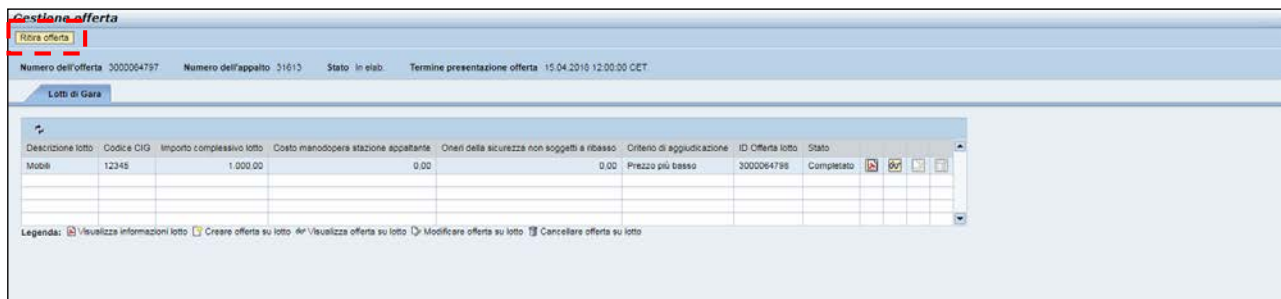 Gestione offerta
Ritira offerta
Numero dell'offerta 3000064797 Numero dell'appalto 31613 Stato In elab. Termine presentazione offerta 15.04.2016 12:00:00 CET
Lotti di Gara
Descrizione lotto Codice CIG Importo complessivo lotto Costo manodopera stazione appaltante Oneri della sicurezza non soggetti a ribasso Criterio di aggiudicazione ID Offerta lotto Stato
Mobili 12345 1.000,00 0,00 0,00 Prezzo più basso 3000064798 Completato
Legenda: Visualizza informazioni lotto Creare offerta su lotto Visualizza offerta su lotto Modificare offerta su lotto Cancellare offerta su lotto